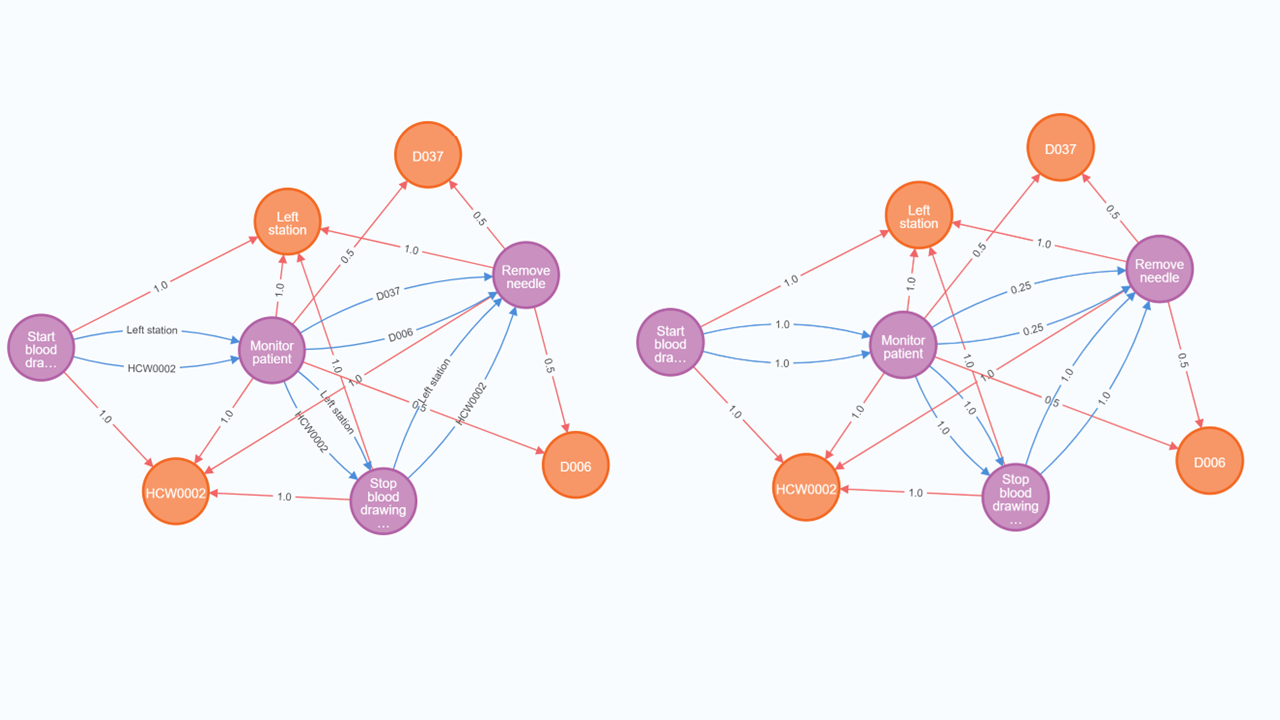 D037
Left
station
0.5
1.0
0.5
Remove
needle
1.0
1.0
D037
Left station
D006
Start
blood
dra…
Monitor
patient
HCW0002
1.0
1.0
0.5
Left station
Left station
HCW0002
0.5
1.0
1.0
HCW0002
D006
HCW0002
1.0
Stop
blood
drawing
…
D037
Left
station
0.5
1.0
0.5
Remove
needle
1.0
1.0
0.25
1.0
0.25
Start
blood
dra…
Monitor
patient
1.0
1.0
1.0
1.0
0.5
1.0
0.5
1.0
1.0
1.0
1.0
D006
HCW0002
1.0
Stop
blood
drawing
…